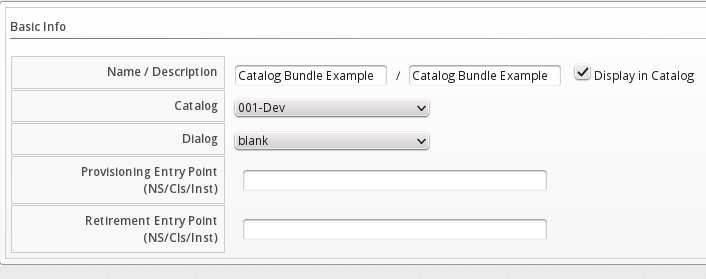 Basic Info
Name / Description Catalog Bundle Example / Catalog Bundle Example Display in Catalog
Catalog 001-Dev
Dialog blank
Provisioning Entry Point
(NS/Cls/Inst)
Retirement Entry Point
(NS/Cls/Inst)